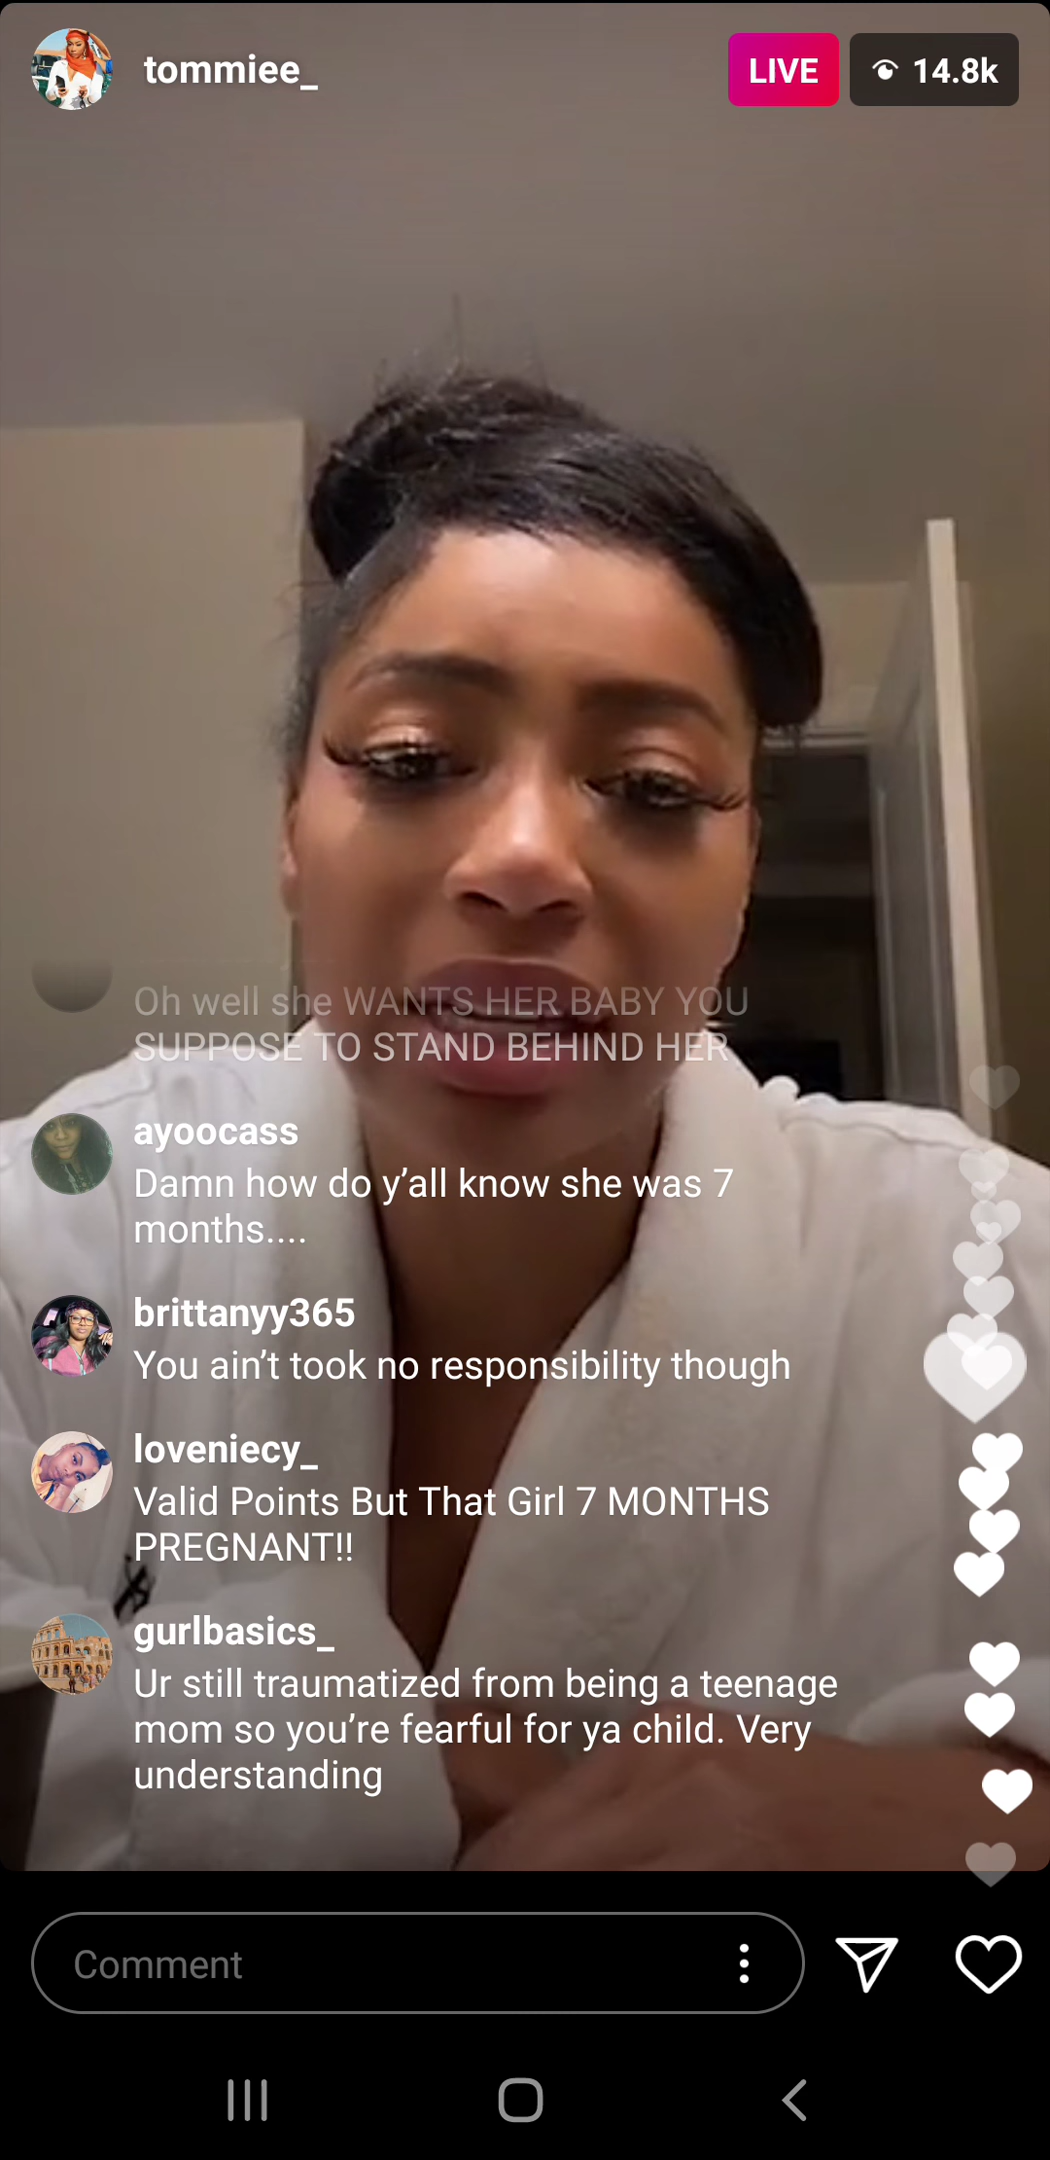 tommiee_
LIVE
14.8k
Oh well she WANTS HER BABY YOU
SUPPOSE TO STAND BEHIND HER
ayoocass
Damn how do y’all know she was 7
months....
brittanyy365
You ain’t took no responsibility though
loveniecy_
Valid Points But That Girl 7 MONTHS
PREGNANT!!
gurlbasics_
Ur still traumatized from being a teenage
mom so you’re fearful for ya child. Very
understanding
Comment